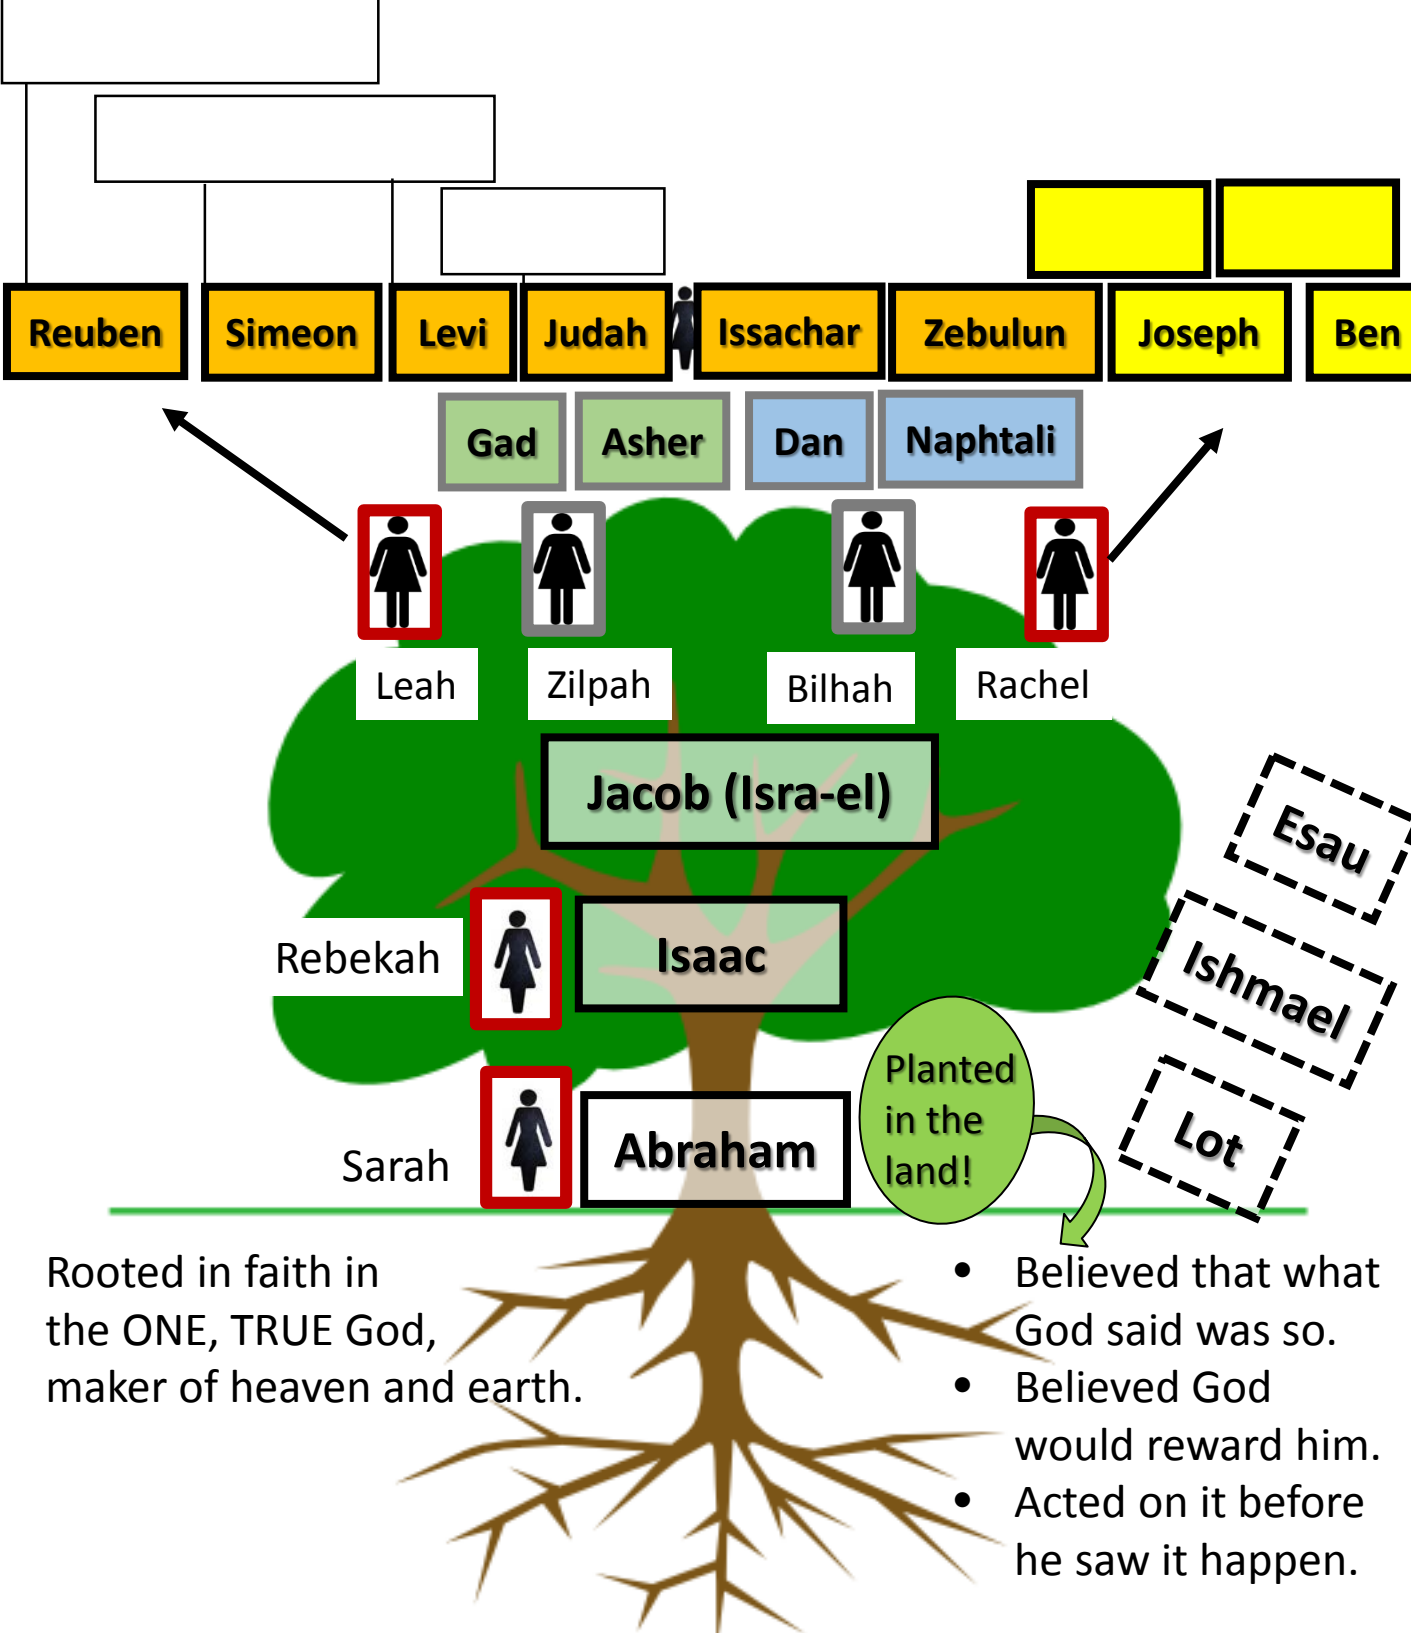 Reuben
Simeon
Levi
Judah
Issachar
Zebulun
Joseph
Ben
Gad
Asher
Dan
Naphtali
Leah
Zilpah
Bilhah
Rachel
Jacob (Isra-el)
Esau
Rebekah
Isaac
Ishmael
Planted
in the
land!
Sarah
Abraham
Lot
Rooted in faith in
the ONE, TRUE God,
maker of heaven and earth.
• Believed that what
God said was so.
• Believed God
would reward him.
• Acted on it before
he saw it happen.